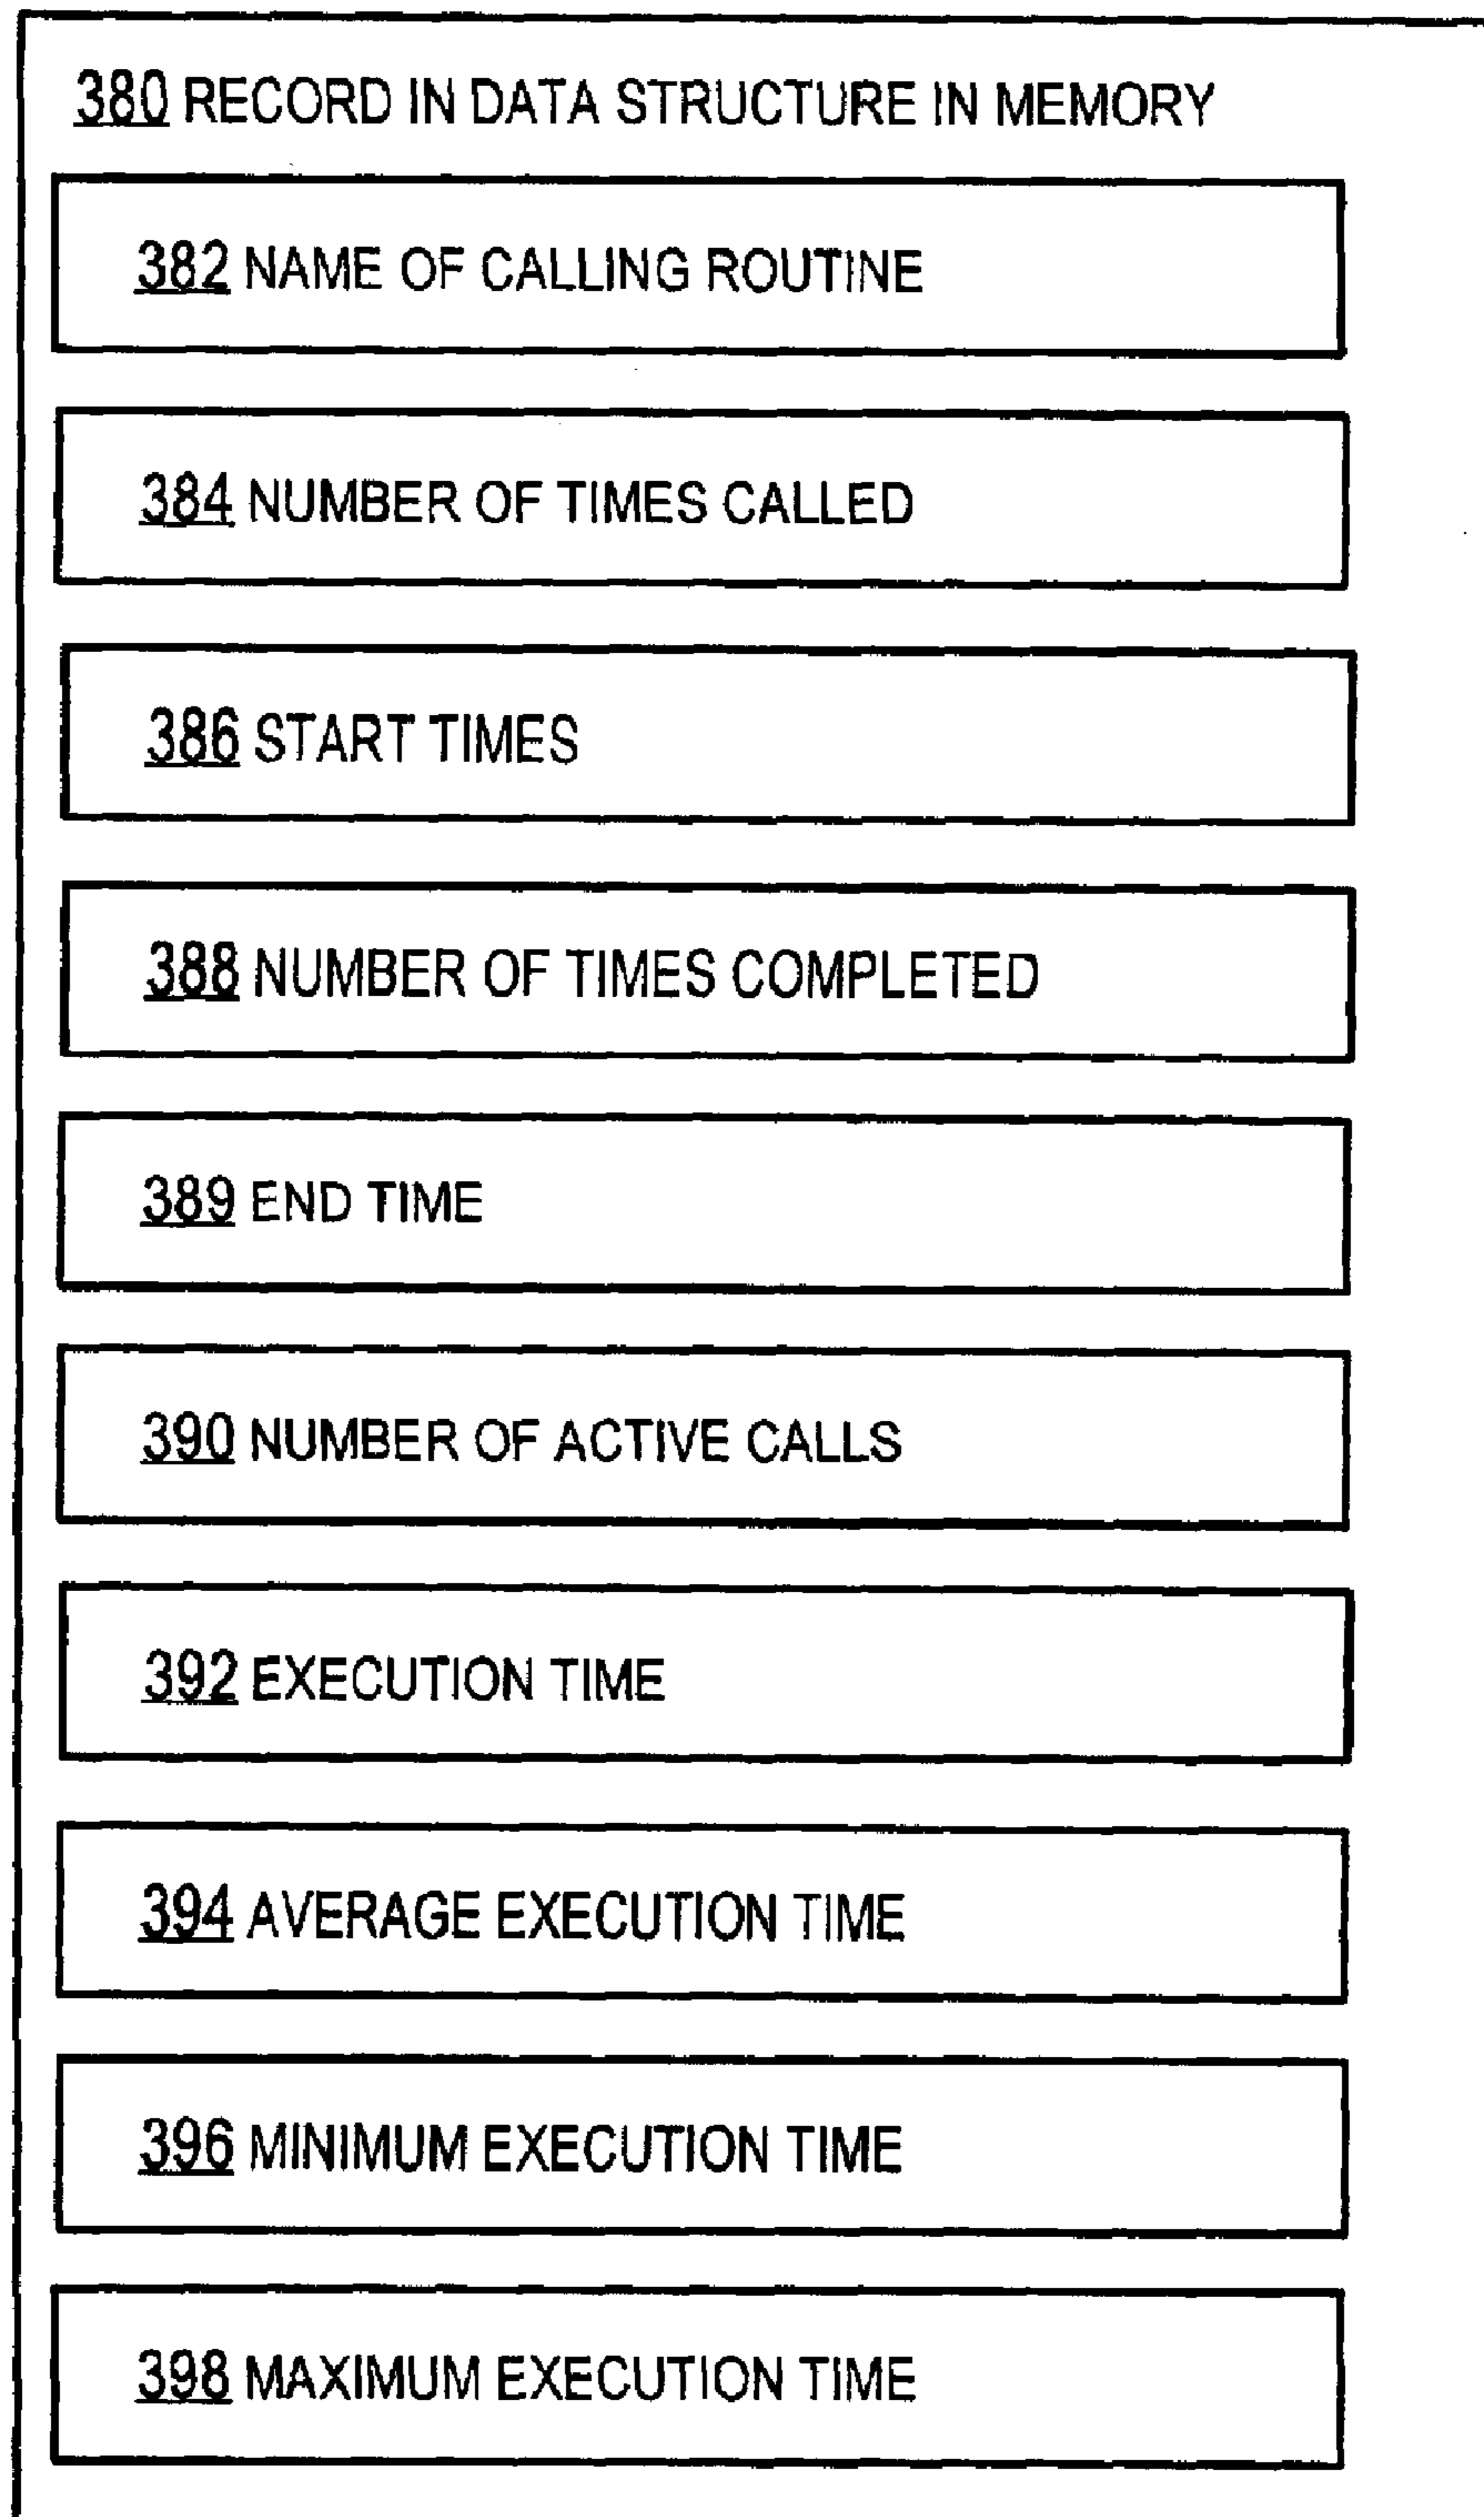 380 RECORD IN DATA STRUCTURE IN MEMORY
382 NAME OF CALLING ROUTINE
384 NUMBER OF TIMES CALLED
386 START TIMES
388 NUMBER OF TIMES COMPLETED
389 END TIME
390 NUMBER OF ACTIVE CALLS
392 EXECUTION TIME
394 AVERAGE EXECUTION TIME
396 MINIMUM EXECUTION TIME
398 MAXIMUM EXECUTION TIME